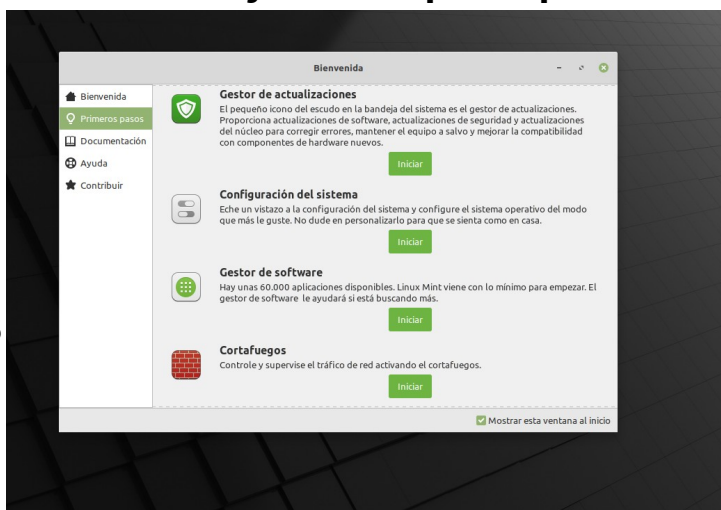 Bienvenida
Bienvenida
Primeros pasos
Documentación
Ayuda
Contribuir
Gestor de actualizaciones
El pequeño icono del escudo en la bandeja del sistema es el gestor de actualizaciones.
Proporciona actualizaciones de software, actualizaciones de seguridad y actualizaciones
del núcleo para corregir errores, mantener el equipo a salvo y mejorar la compatibilidad
con componentes de hardware nuevos.
Iniciar
Configuración del sistema
Eche un vistazo a la configuración del sistema y configure el sistema operativo del modo
que más le guste. No dude en personalizarlo para que se sienta como en casa.
Iniciar
Gestor de software
Hay unas 60.000 aplicaciones disponibles. Linux Mint viene con lo mínimo para empezar. El
gestor de software le ayudará si está buscando más.
Iniciar
Cortafuegos
Controle y supervise el tráfico de red activando el cortafuegos.
Iniciar
Mostrar esta ventana al inicio